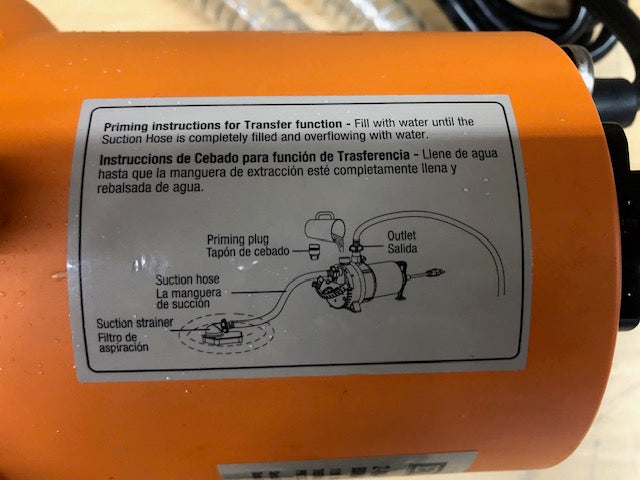 Priming instructions for Transfer function - Fill with water until the
Suction Hose is completely filled and overflowing with water.
Instruccions de Cebado para función de Trasferencia - Llene de agua
hasta que la manguera de extracción esté completamente llena y
rebalsada de agua.
Priming plug
Tapón de cebado
Outlet
Salida
Suction hose
La manguera
de succión
Suction strainer
Filtro de
aspiración